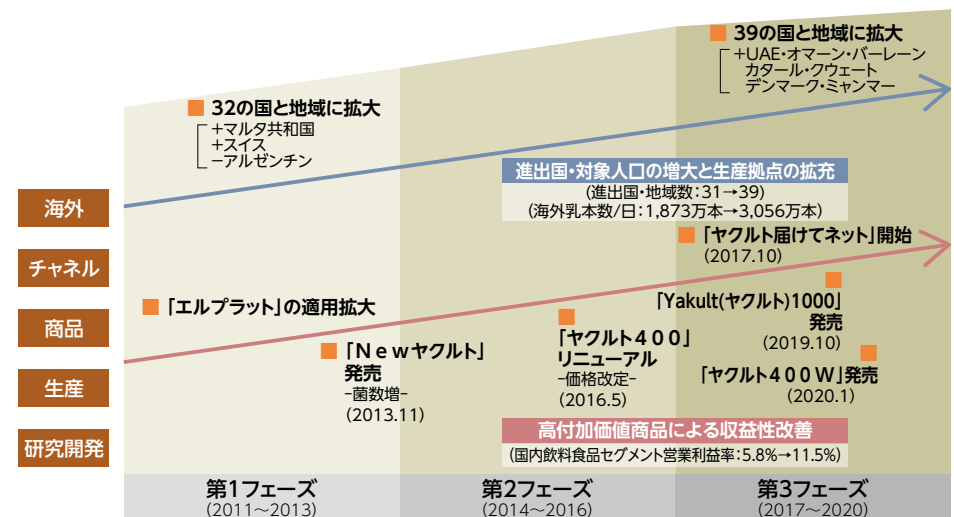 39の国と地域に拡大
+UAE・オマーン・バーレーン
カタール・クウェート
デンマーク・ミャンマー
32の国と地域に拡大
+マルタ共和国
+スイス
−アルゼンチン
進出国・対象人口の増大と生産拠点の拡充
(進出国・地域数：31→39)
(海外乳本数/日：1,873万本→3,056万本)
海外
チャネル
商品
生産
研究開発
「ヤクルト届けてネット」開始
(2017.10)
「エルプラット」の適用拡大
「Yakult(ヤクルト)1000」
発売
(2019.10)
「Ｎｅｗヤクルト」
発売
-菌数増-
(2013.11)
「ヤクルト４００」
リニューアル
-価格改定-
(2016.5)
「ヤクルト４００Ｗ」発売
(2020.1)
高付加価値商品による収益性改善
(国内飲料食品セグメント営業利益率：5.8%→11.5%)
第1フェーズ
(2011〜2013)
第2フェーズ
(2014〜2016)
第3フェーズ
(2017〜2020)